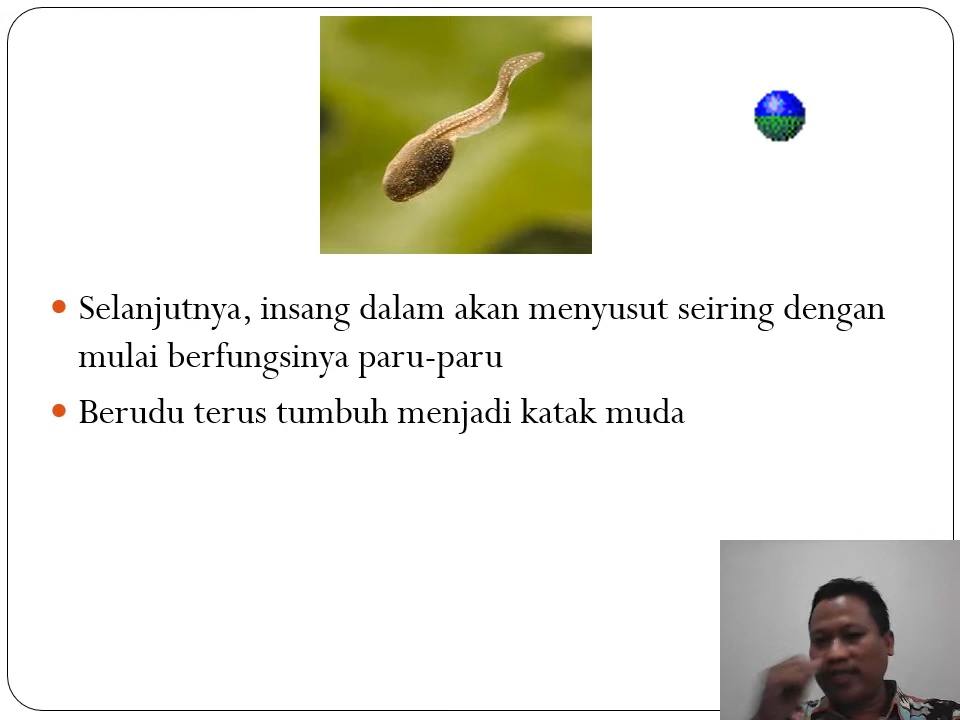 Selanjutnya, insang dalam akan menyusut seiring dengan
mulai berfungsinya paru-paru
Berudu terus tumbuh menjadi katak muda